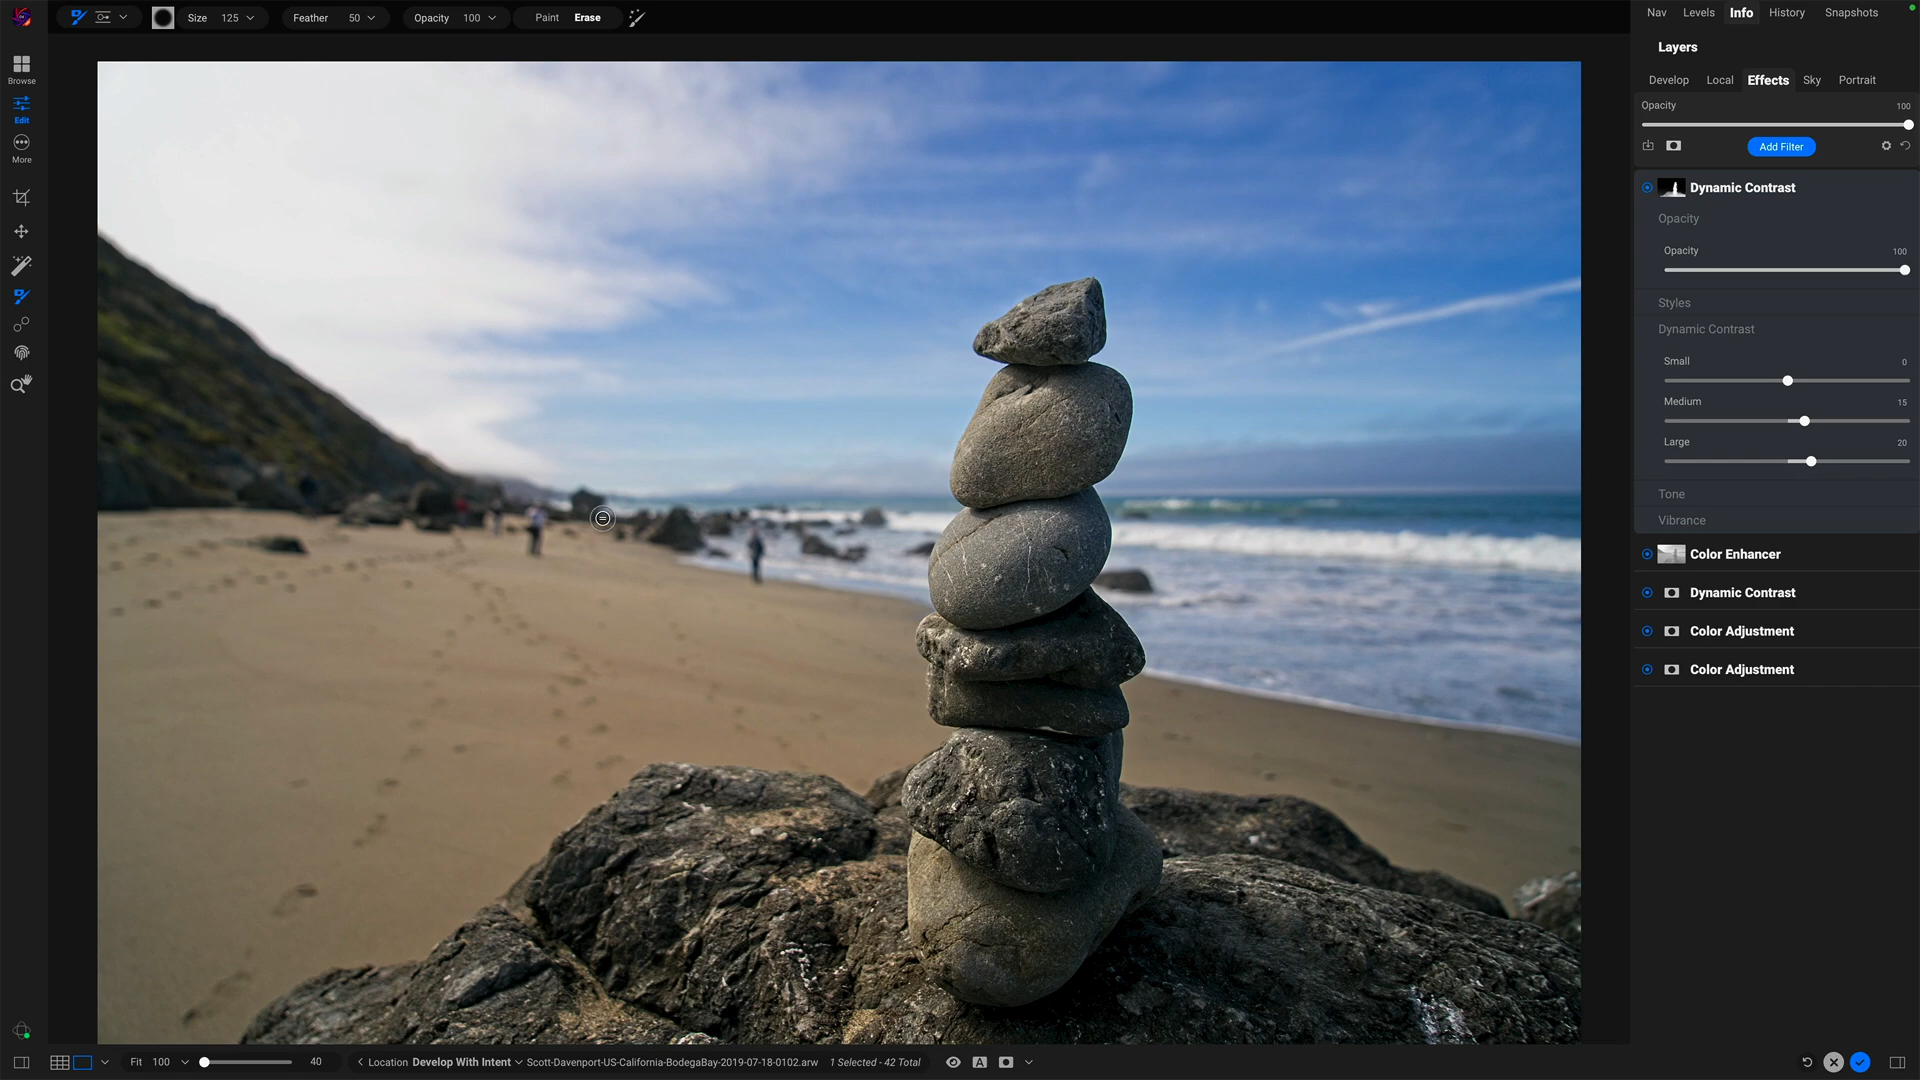 Size 125 Feather 50 Opacity 100 Paint Erase
Nav Levels Info History Snapshots
Layers
Develop Local Effects Sky Portrait
Opacity 100
Add Filter
Dynamic Contrast
Opacity
Opacity 100
Styles
Dynamic Contrast
Small 0
Medium 15
Large 20
Tone
Vibrance
Color Enhancer
Dynamic Contrast
Color Adjustment
Color Adjustment
Browse
Edit
More
Fit 100 40 Location Develop With Intent Scott-Davenport-US-California-BodegaBay-2019-07-18-0102.arw 1 Selected - 42 Total A